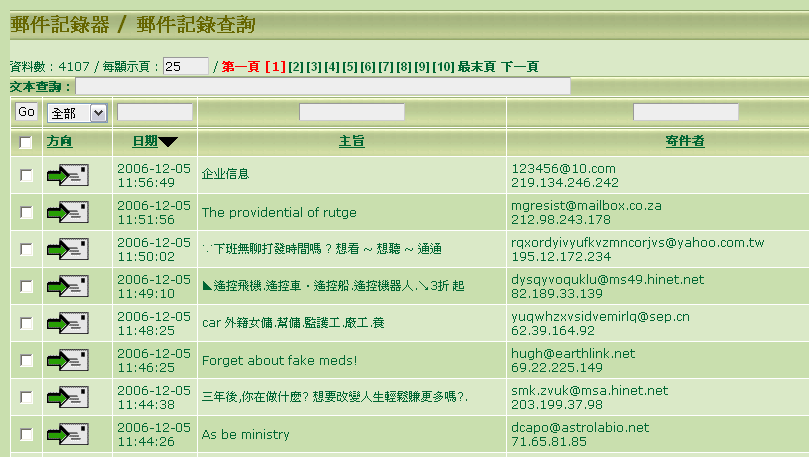 郵件記錄器 / 郵件記錄查詢
資料數：4107 / 每顯示頁：25 / 第一頁 [1] [2] [3] [4] [5] [6] [7] [8] [9] [10] 最末頁 下一頁
文本查詢：
Go 全部
方向 日期 主旨 寄件者
2006-12-05 11:56:49 企业信息 123456@10.com 219.134.246.242
2006-12-05 11:51:56 The providential of rutge mgresist@mailbox.co.za 212.98.243.178
2006-12-05 11:50:02 ∵下班無聊打發時間嗎？想看～想聽～通通 rqxordyivyufkvzmncorjvs@yahoo.com.tw 195.12.172.234
2006-12-05 11:49:10 ◣遙控飛機.遙控車‧遙控船.遙控機器人.↘3折 起 dysqyvoquklu@ms49.hinet.net 82.189.33.139
2006-12-05 11:48:25 car 外籍女傭.幫傭.監護工.廠工.養 yuqwhzxvsidvemirlq@sep.cn 62.39.164.92
2006-12-05 11:46:25 Forget about fake meds! hugh@earthlink.net 69.22.225.149
2006-12-05 11:44:38 三年後,你在做什麼? 想要改變人生輕鬆賺更多嗎?. smk.zvuk@msa.hinet.net 203.199.37.98
2006-12-05 11:44:26 As be ministry dcapo@astrolabio.net 71.65.81.85